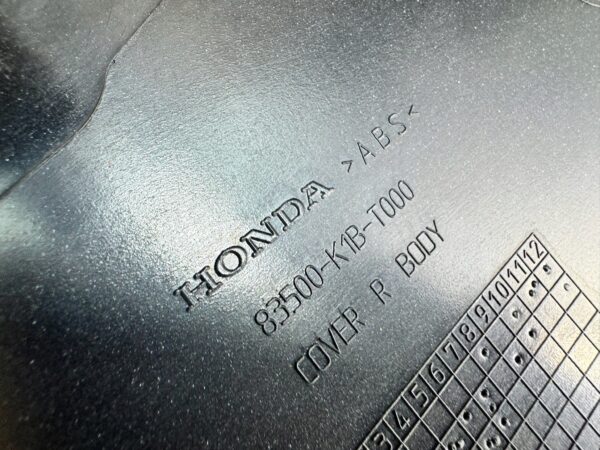 HONDA >ABS<
83500-K1B-T000
COVER R BODY
3 4 5 6 7 8 9 10 11 12